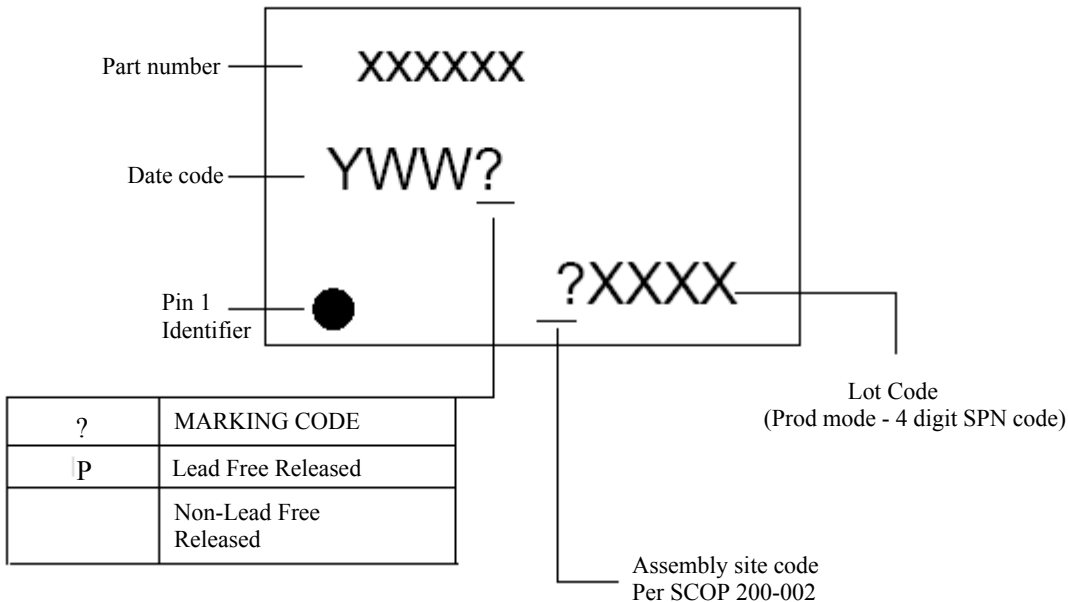 Part number
XXXXXX
Date code
YWW?
?XXXX
Pin 1
Identifier
Lot Code
(Prod mode - 4 digit SPN code)
? MARKING CODE
P Lead Free Released
Non-Lead Free
Released
Assembly site code
Per SCOP 200-002